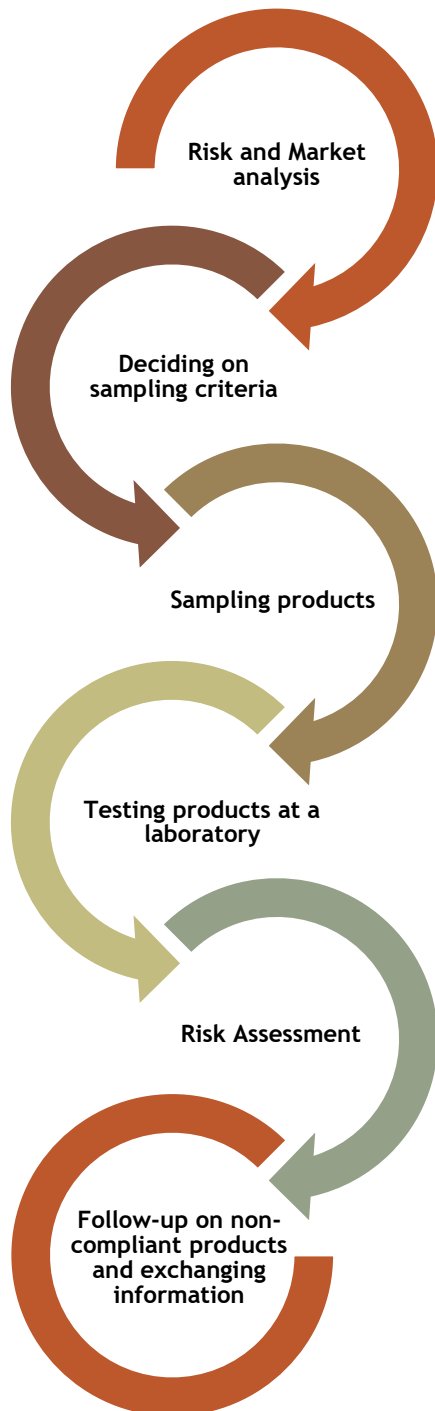 Risk and Market
analysis
Deciding on
sampling criteria
Sampling products
Testing products at a
laboratory
Risk Assessment
Follow-up on non-
compliant products
and exchanging
information